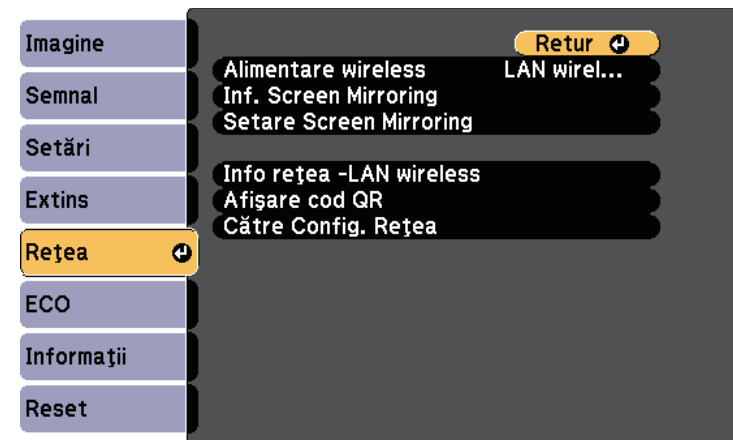 Imagine
Semnal
Setări
Extins
Reţea
ECO
Informaţii
Reset
Retur
Alimentare wireless LAN wirel...
Inf. Screen Mirroring
Setare Screen Mirroring
Info reţea -LAN wireless
Afişare cod QR
Către Config. Reţea